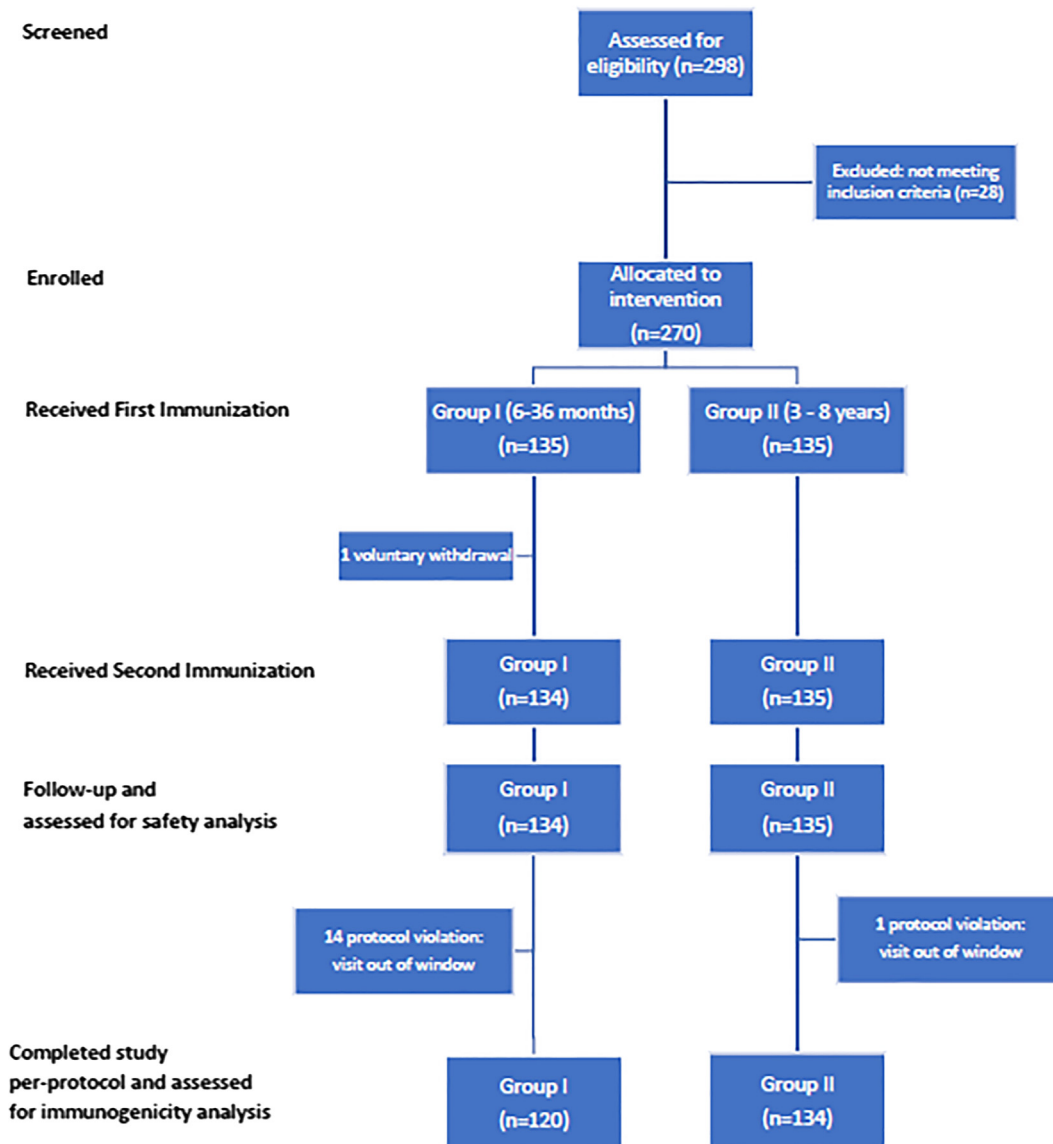 Screened
Assessed for
eligibility (n=298)
Excluded: not meeting
inclusion criteria (n=28)
Enrolled
Allocated to
intervention
(n=270)
Received First Immunization
Group I (6-36 months)
(n=135)
Group II (3 - 8 years)
(n=135)
1 voluntary withdrawal
Received Second Immunization
Group I
(n=134)
Group II
(n=135)
Follow-up and
assessed for safety analysis
Group I
(n=134)
Group II
(n=135)
14 protocol violation:
visit out of window
1 protocol violation:
visit out of window
Completed study
per-protocol and assessed
for immunogenicity analysis
Group I
(n=120)
Group II
(n=134)